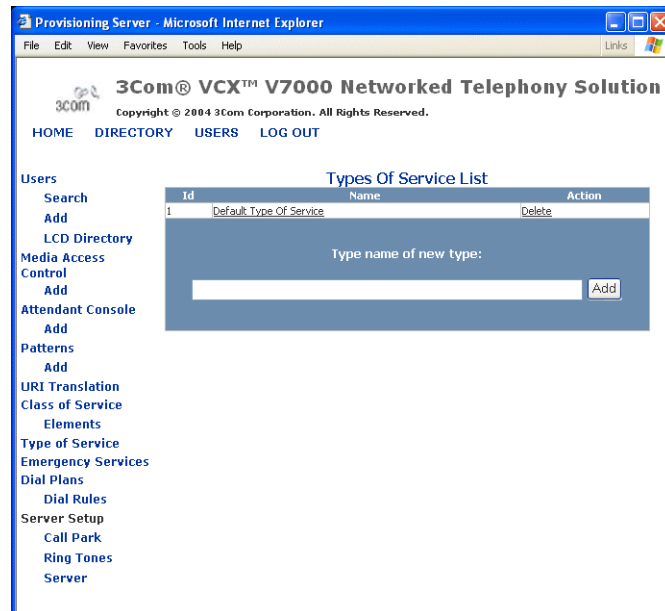 Provisioning Server - Microsoft Internet Explorer
File Edit View Favorites Tools Help Links
3Com
3Com® VCX™ V7000 Networked Telephony Solution
Copyright © 2004 3Com Corporation. All Rights Reserved.
HOME DIRECTORY USERS LOG OUT
Users
Search
Add
LCD Directory
Media Access
Control
Add
Attendant Console
Add
Patterns
Add
URI Translation
Class of Service
Elements
Type of Service
Emergency Services
Dial Plans
Dial Rules
Server Setup
Call Park
Ring Tones
Server
Types Of Service List
Id Name Action
1 Default Type Of Service Delete
Type name of new type:
Add